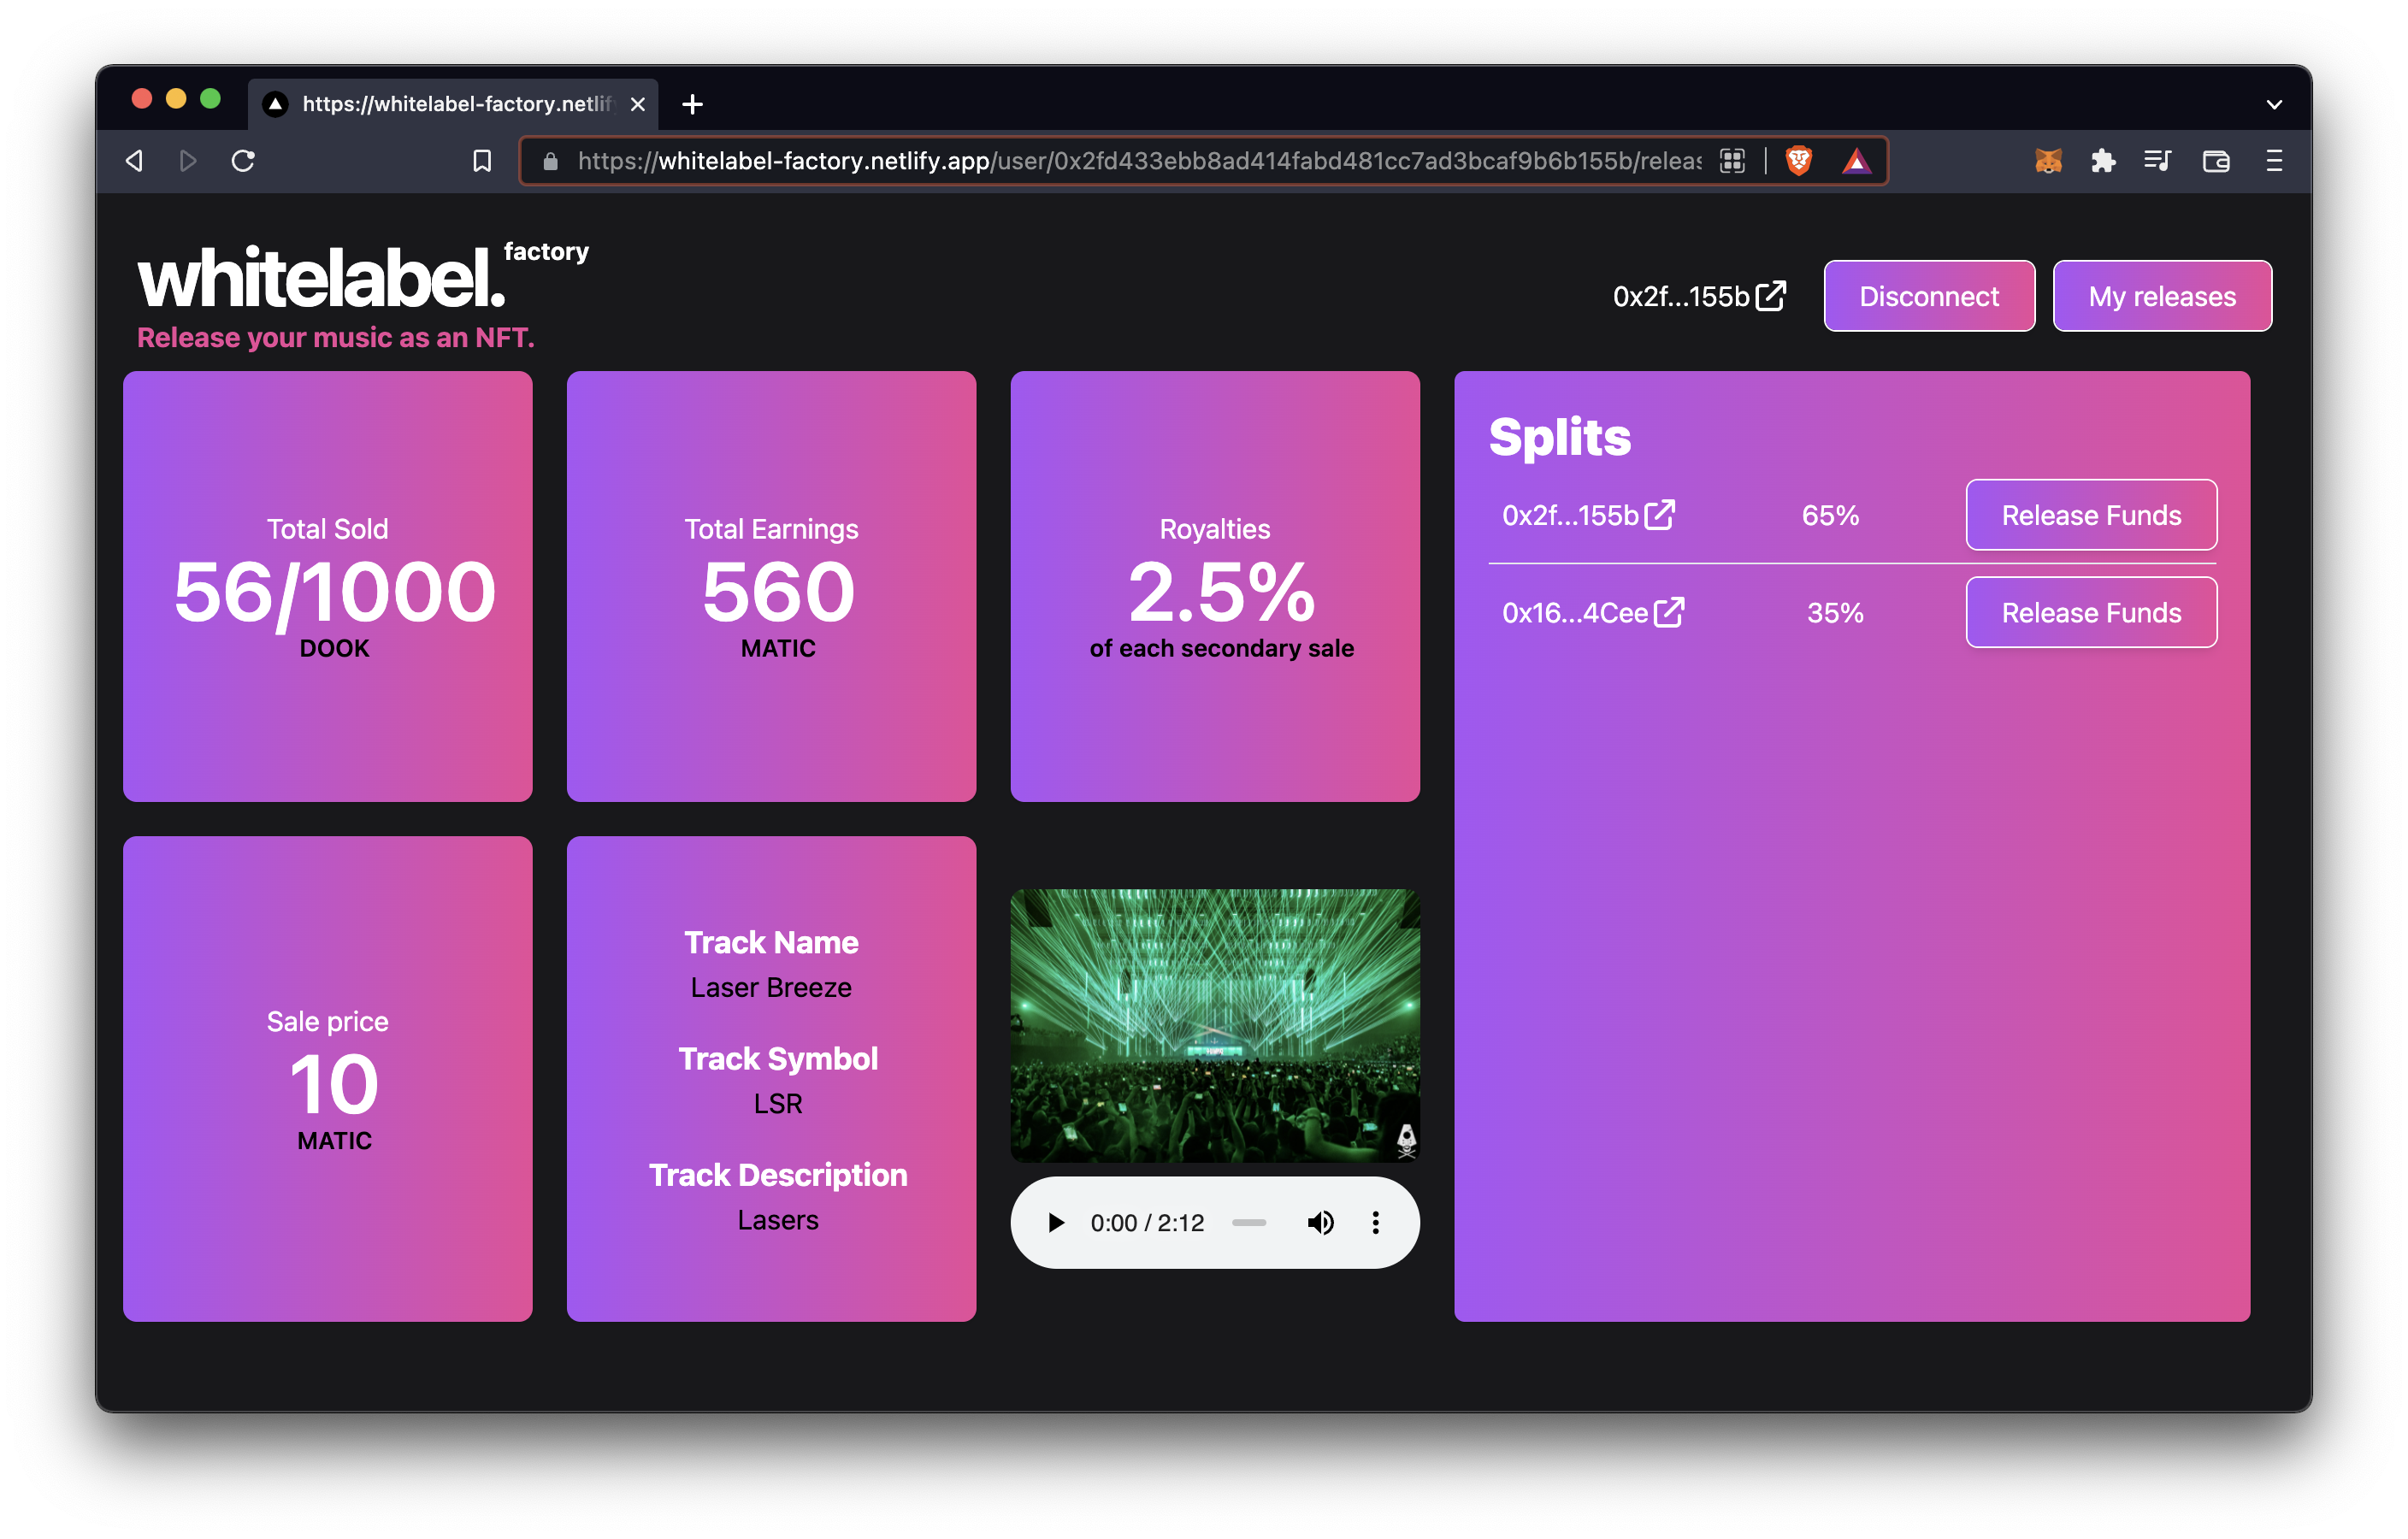 https://whitelabel-factory.netlif
https://whitelabel-factory.netlify.app/user/0x2fd433ebb8ad414fabd481cc7ad3bcaf9b6b155b/releas
whitelabel. factory
Release your music as an NFT.
0x2f...155b
Disconnect
My releases
Total Sold
56/1000
DOOK
Total Earnings
560
MATIC
Royalties
2.5%
of each secondary sale
Splits
0x2f...155b 65% Release Funds
0x16...4Cee 35% Release Funds
Sale price
10
MATIC
Track Name
Laser Breeze
Track Symbol
LSR
Track Description
Lasers
0:00 / 2:12